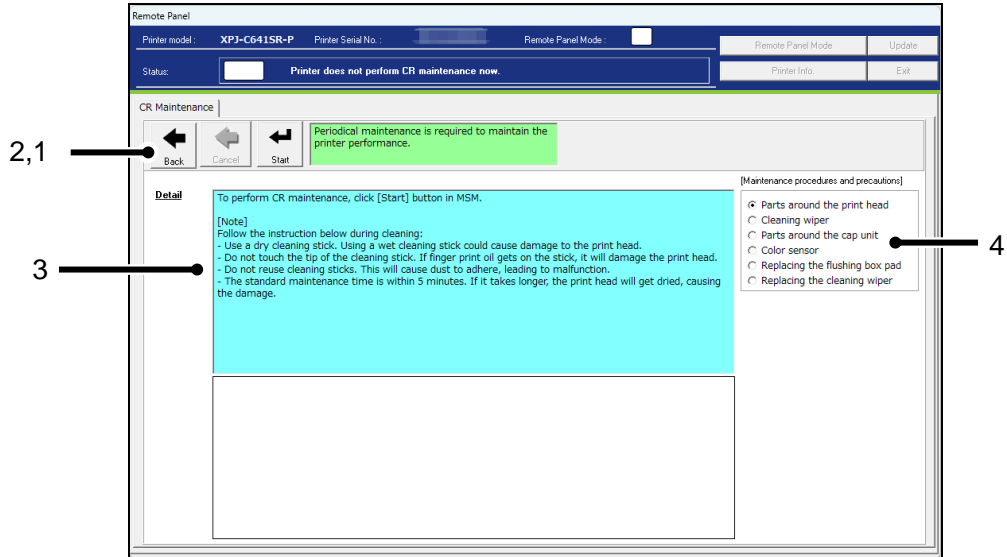 Remote Panel
Printer model : XPJ-C641SR-P Printer Serial No. : Remote Panel Mode :
Remote Panel Mode Update
Status: Printer does not perform CR maintenance now.
Printer Info. Exit
CR Maintenance
2,1
Back Cancel Start
Periodical maintenance is required to maintain the
printer performance.
Detail
3
To perform CR maintenance, click [Start] button in MSM.
[Note]
Follow the instruction below during cleaning:
- Use a dry cleaning stick. Using a wet cleaning stick could cause damage to the print head.
- Do not touch the tip of the cleaning stick. If finger print oil gets on the stick, it will damage the print head.
- Do not reuse cleaning sticks. This will cause dust to adhere, leading to malfunction.
- The standard maintenance time is within 5 minutes. If it takes longer, the print head will get dried, causing
the damage.
[Maintenance procedures and precautions]
Parts around the print head
Cleaning wiper
Parts around the cap unit
Color sensor
Replacing the flushing box pad
Replacing the cleaning wiper
4